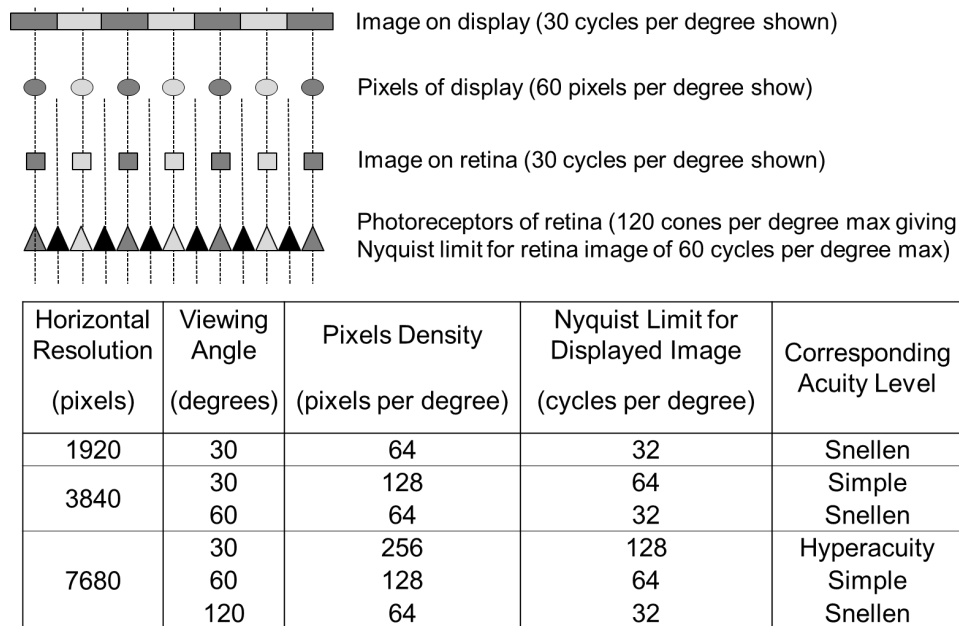 Image on display (30 cycles per degree shown)
Pixels of display (60 pixels per degree show)
Image on retina (30 cycles per degree shown)
Photoreceptors of retina (120 cones per degree max giving
Nyquist limit for retina image of 60 cycles per degree max)
Horizontal Resolution (pixels) Viewing Angle (degrees) Pixels Density (pixels per degree) Nyquist Limit for Displayed Image (cycles per degree) Corresponding Acuity Level
1920 30 64 32 Snellen
3840 30 128 64 Simple
60 64 32 Snellen
7680 30 256 128 Hyperacuity
60 128 64 Simple
120 64 32 Snellen